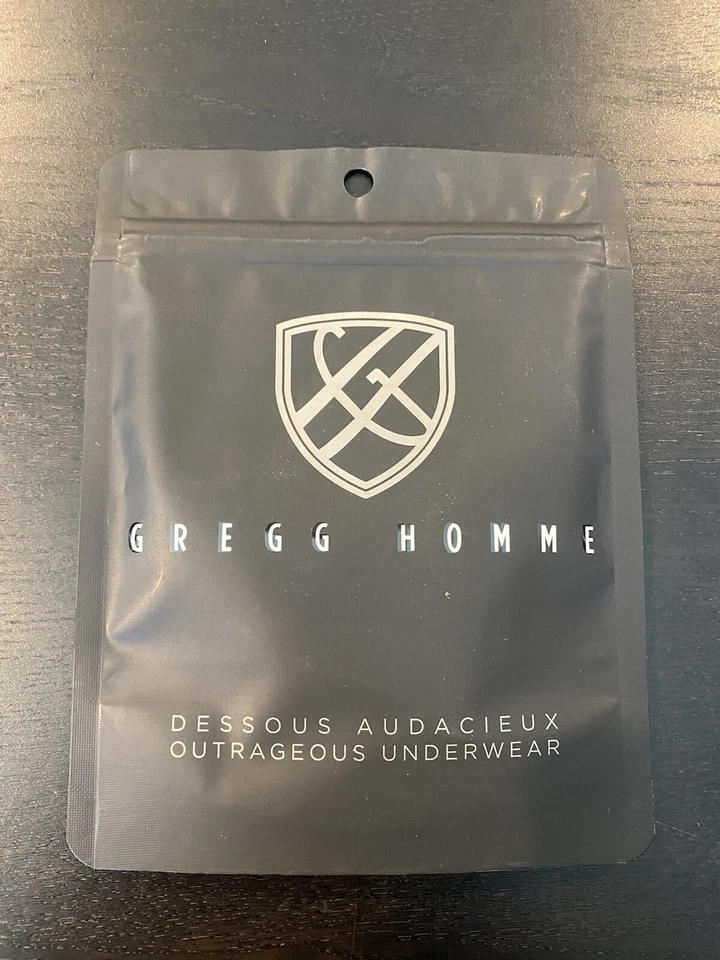 GREGG HOMME
DESSOUS AUDACIEUX
OUTRAGEOUS UNDERWEAR